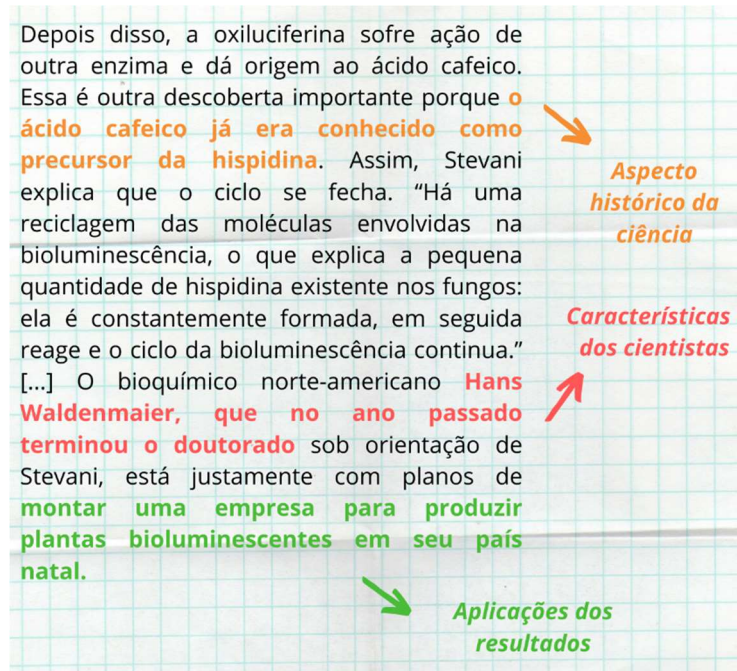 Depois disso, a oxiluciferina sofre ação de
outra enzima e dá origem ao ácido cafeico.
Essa é outra descoberta importante porque o
ácido cafeico já era conhecido como
precursor da hispidina. Assim, Stevani
explica que o ciclo se fecha. “Há uma
reciclagem das moléculas envolvidas na
bioluminescência, o que explica a pequena
quantidade de hispidina existente nos fungos:
ela é constantemente formada, em seguida
reage e o ciclo da bioluminescência continua.”
[...] O bioquímico norte-americano Hans
Waldenmaier, que no ano passado
terminou o doutorado sob orientação de
Stevani, está justamente com planos de
montar uma empresa para produzir
plantas bioluminescentes em seu país
natal.
Aspecto
histórico da
ciência
Características
dos cientistas
Aplicações dos
resultados